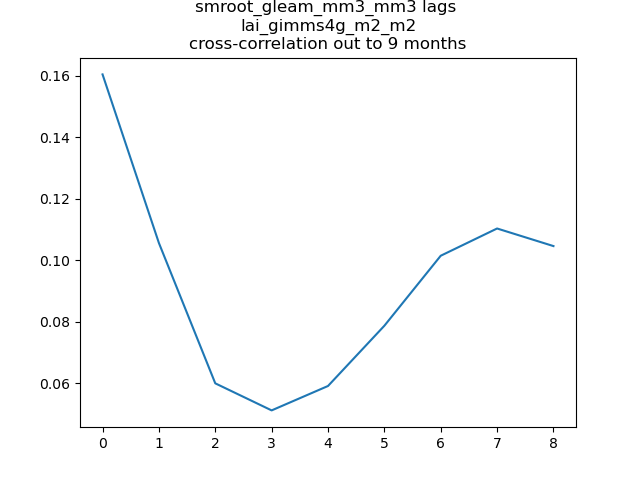 smroot_gleam_mm3_mm3 lags
lai_gimms4g_m2_m2
cross-correlation out to 9 months
0.16
0.14
0.12
0.10
0.08
0.06
0 1 2 3 4 5 6 7 8